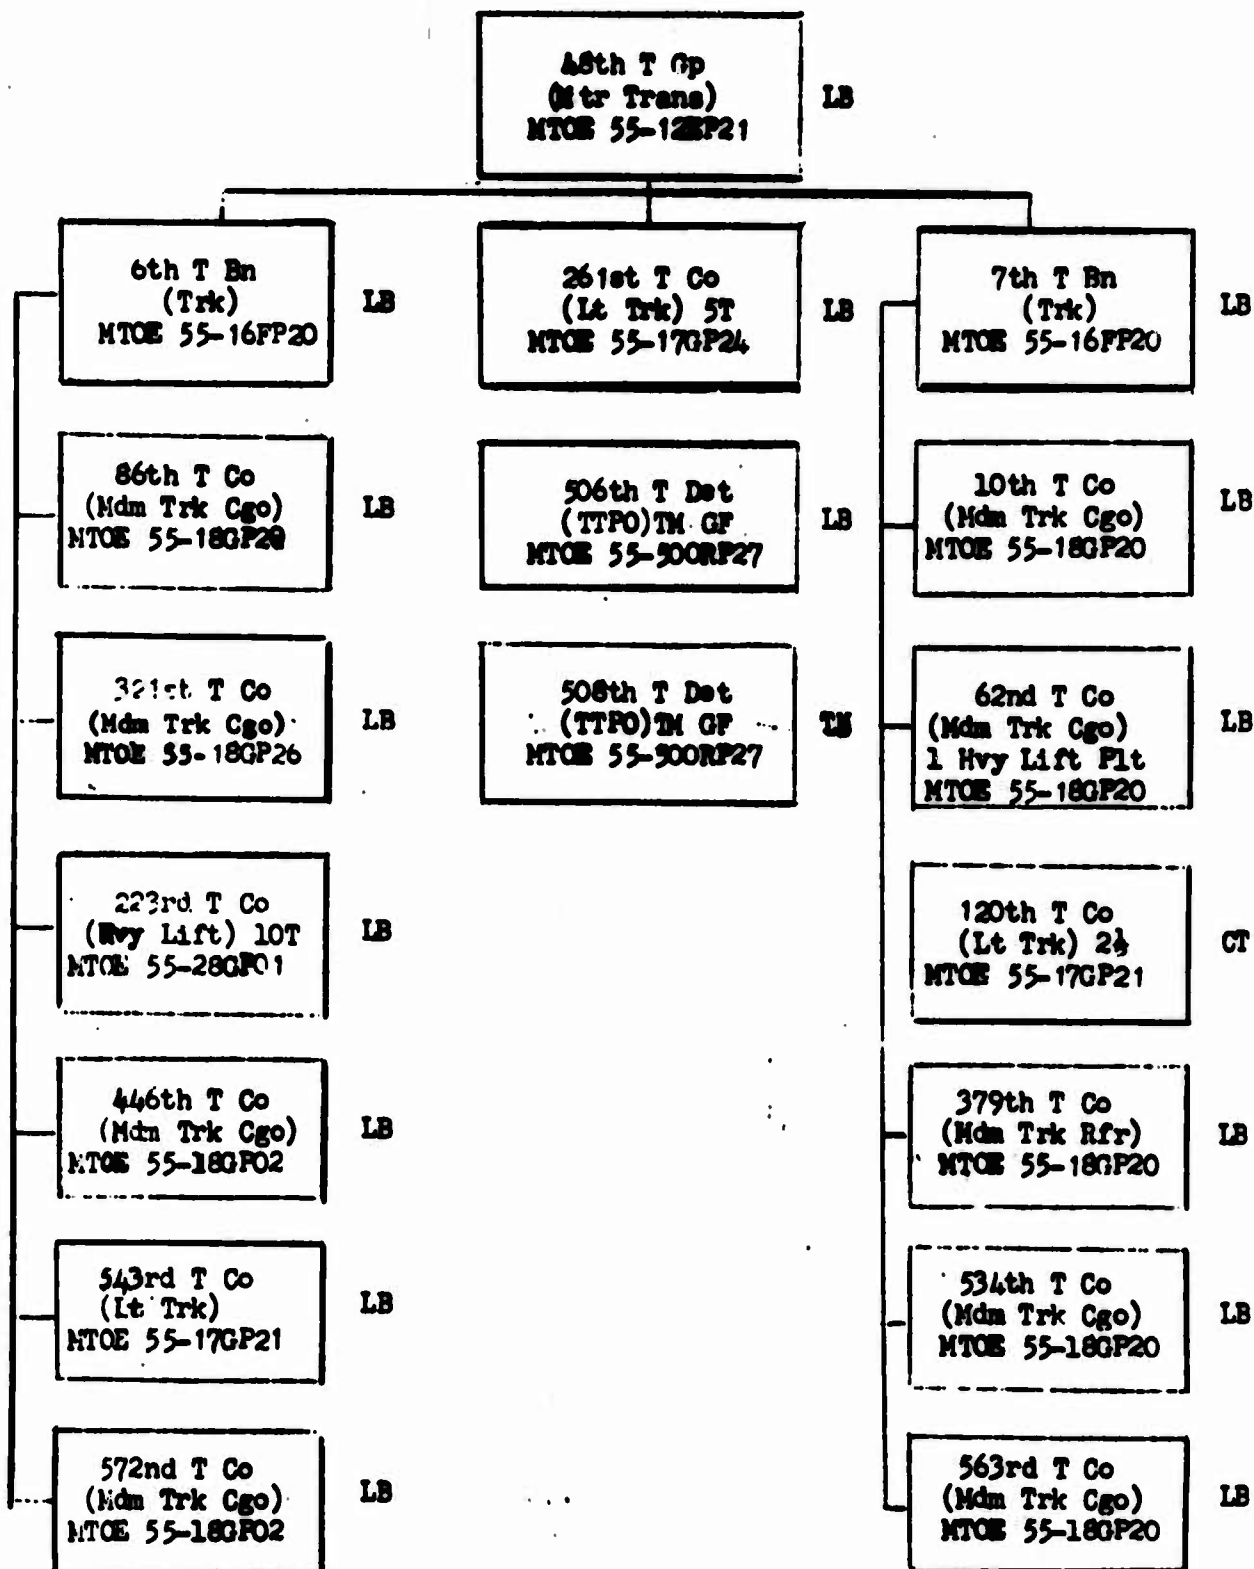 48th T Gp
(Mtr Trans)
MTOE 55-12EP21
LB
6th T Bn
(Trk)
MTOE 55-16FP20
LB
86th T Co
(Mdm Trk Cgo)
MTOE 55-18GP20
LB
321st T Co
(Mdm Trk Cgo)
MTOE 55-18GP26
LB
223rd T Co
(Hvy Lift) 10T
MTOE 55-28GP01
LB
446th T Co
(Mdm Trk Cgo)
MTOE 55-18GP02
LB
543rd T Co
(Lt Trk)
MTOE 55-17GP21
LB
572nd T Co
(Mdm Trk Cgo)
MTOE 55-18GP02
LB
261st T Co
(Lt Trk) 5T
MTOE 55-17GP24
LB
506th T Det
(TTPO)TM GF
MTOE 55-500RP27
LB
508th T Det
(TTPO)TM GF
MTOE 55-500RP27
7th T Bn
(Trk)
MTOE 55-16FP20
LB
10th T Co
(Mdm Trk Cgo)
MTOE 55-18GP20
LB
62nd T Co
(Mdm Trk Cgo)
1 Hvy Lift Plt
MTOE 55-18GP20
LB
120th T Co
(Lt Trk) 2½
MTOE 55-17GP21
CT
379th T Co
(Mdm Trk Rfr)
MTOE 55-18GP20
LB
534th T Co
(Mdm Trk Cgo)
MTOE 55-18GP20
LB
563rd T Co
(Mdm Trk Cgo)
MTOE 55-18GP20
LB